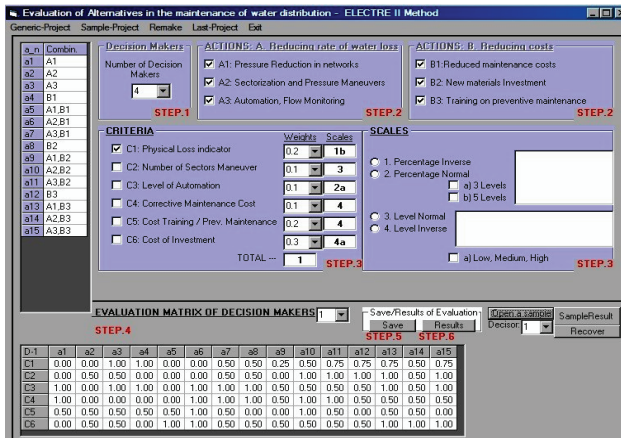 Evaluation of Alternatives in the maintenance of water distribution - ELECTRE II Method
Generic-Project Sample-Project Remake Last-Project Exit
a_n Combin.
a1 A1
a2 A2
a3 A3
a4 B1
a5 A1,B1
a6 A2,B1
a7 A3,B1
a8 B2
a9 A1,B2
a10 A2,B2
a11 A3,B2
a12 B3
a13 A1,B3
a14 A2,B3
a15 A3,B3
Decision Makers
Number of Decision
Makers
4
STEP.1
ACTIONS: A. Reducing rate of water loss
A1: Pressure Reduction in networks
A2: Sectorization and Pressure Maneuvers
A3: Automation, Flow Monitoring
STEP.2
ACTIONS: B. Reducing costs
B1:Reduced maintenance costs
B2: New materials Investment
B3: Training on preventive maintenance
STEP.2
CRITERIA
Weights Scales
C1: Physical Loss indicator 0.2 1b
C2: Number of Sectors Maneuver 0.1 3
C3: Level of Automation 0.1 2a
C4: Corrective Maintenance Cost 0.1 4
C5: Cost Training / Prev. Maintenance 0.2 4
C6: Cost of Investment 0.3 4a
TOTAL --- 1
STEP.3
SCALES
1. Percentage Inverse
2. Percentage Normal
a) 3 Levels
b) 5 Levels
3. Level Normal
4. Level Inverse
a) Low, Medium, High
STEP.3
EVALUATION MATRIX OF DECISION MAKERS 1
STEP.4
Save/Results of Evaluation
Save Results
STEP.5 STEP.6
Open a sample
Decisor: 1
SampleResult
Recover
D-1 a1 a2 a3 a4 a5 a6 a7 a8 a9 a10 a11 a12 a13 a14 a15
C1 0.00 0.00 1.00 1.00 0.00 0.00 0.50 0.50 0.25 0.50 0.75 0.75 0.75 0.50 0.75
C2 0.00 0.50 0.50 0.00 0.00 0.50 0.50 0.00 0.00 1.00 1.00 0.00 1.00 0.50 1.00
C3 1.00 0.00 1.00 0.00 0.00 1.00 1.00 0.00 0.50 0.50 1.00 0.00 0.50 0.50 1.00
C4 1.00 0.00 0.00 0.00 0.00 1.00 0.50 0.00 1.00 1.00 0.50 0.00 0.50 0.50 0.00
C5 0.50 0.50 0.00 0.00 0.50 0.50 0.00 0.00 0.50 0.50 0.00 0.00 0.50 0.50 0.00
C6 0.00 0.50 0.50 0.00 1.00 1.00 0.50 0.50 0.50 0.50 0.50 0.50 1.00 1.00 1.00